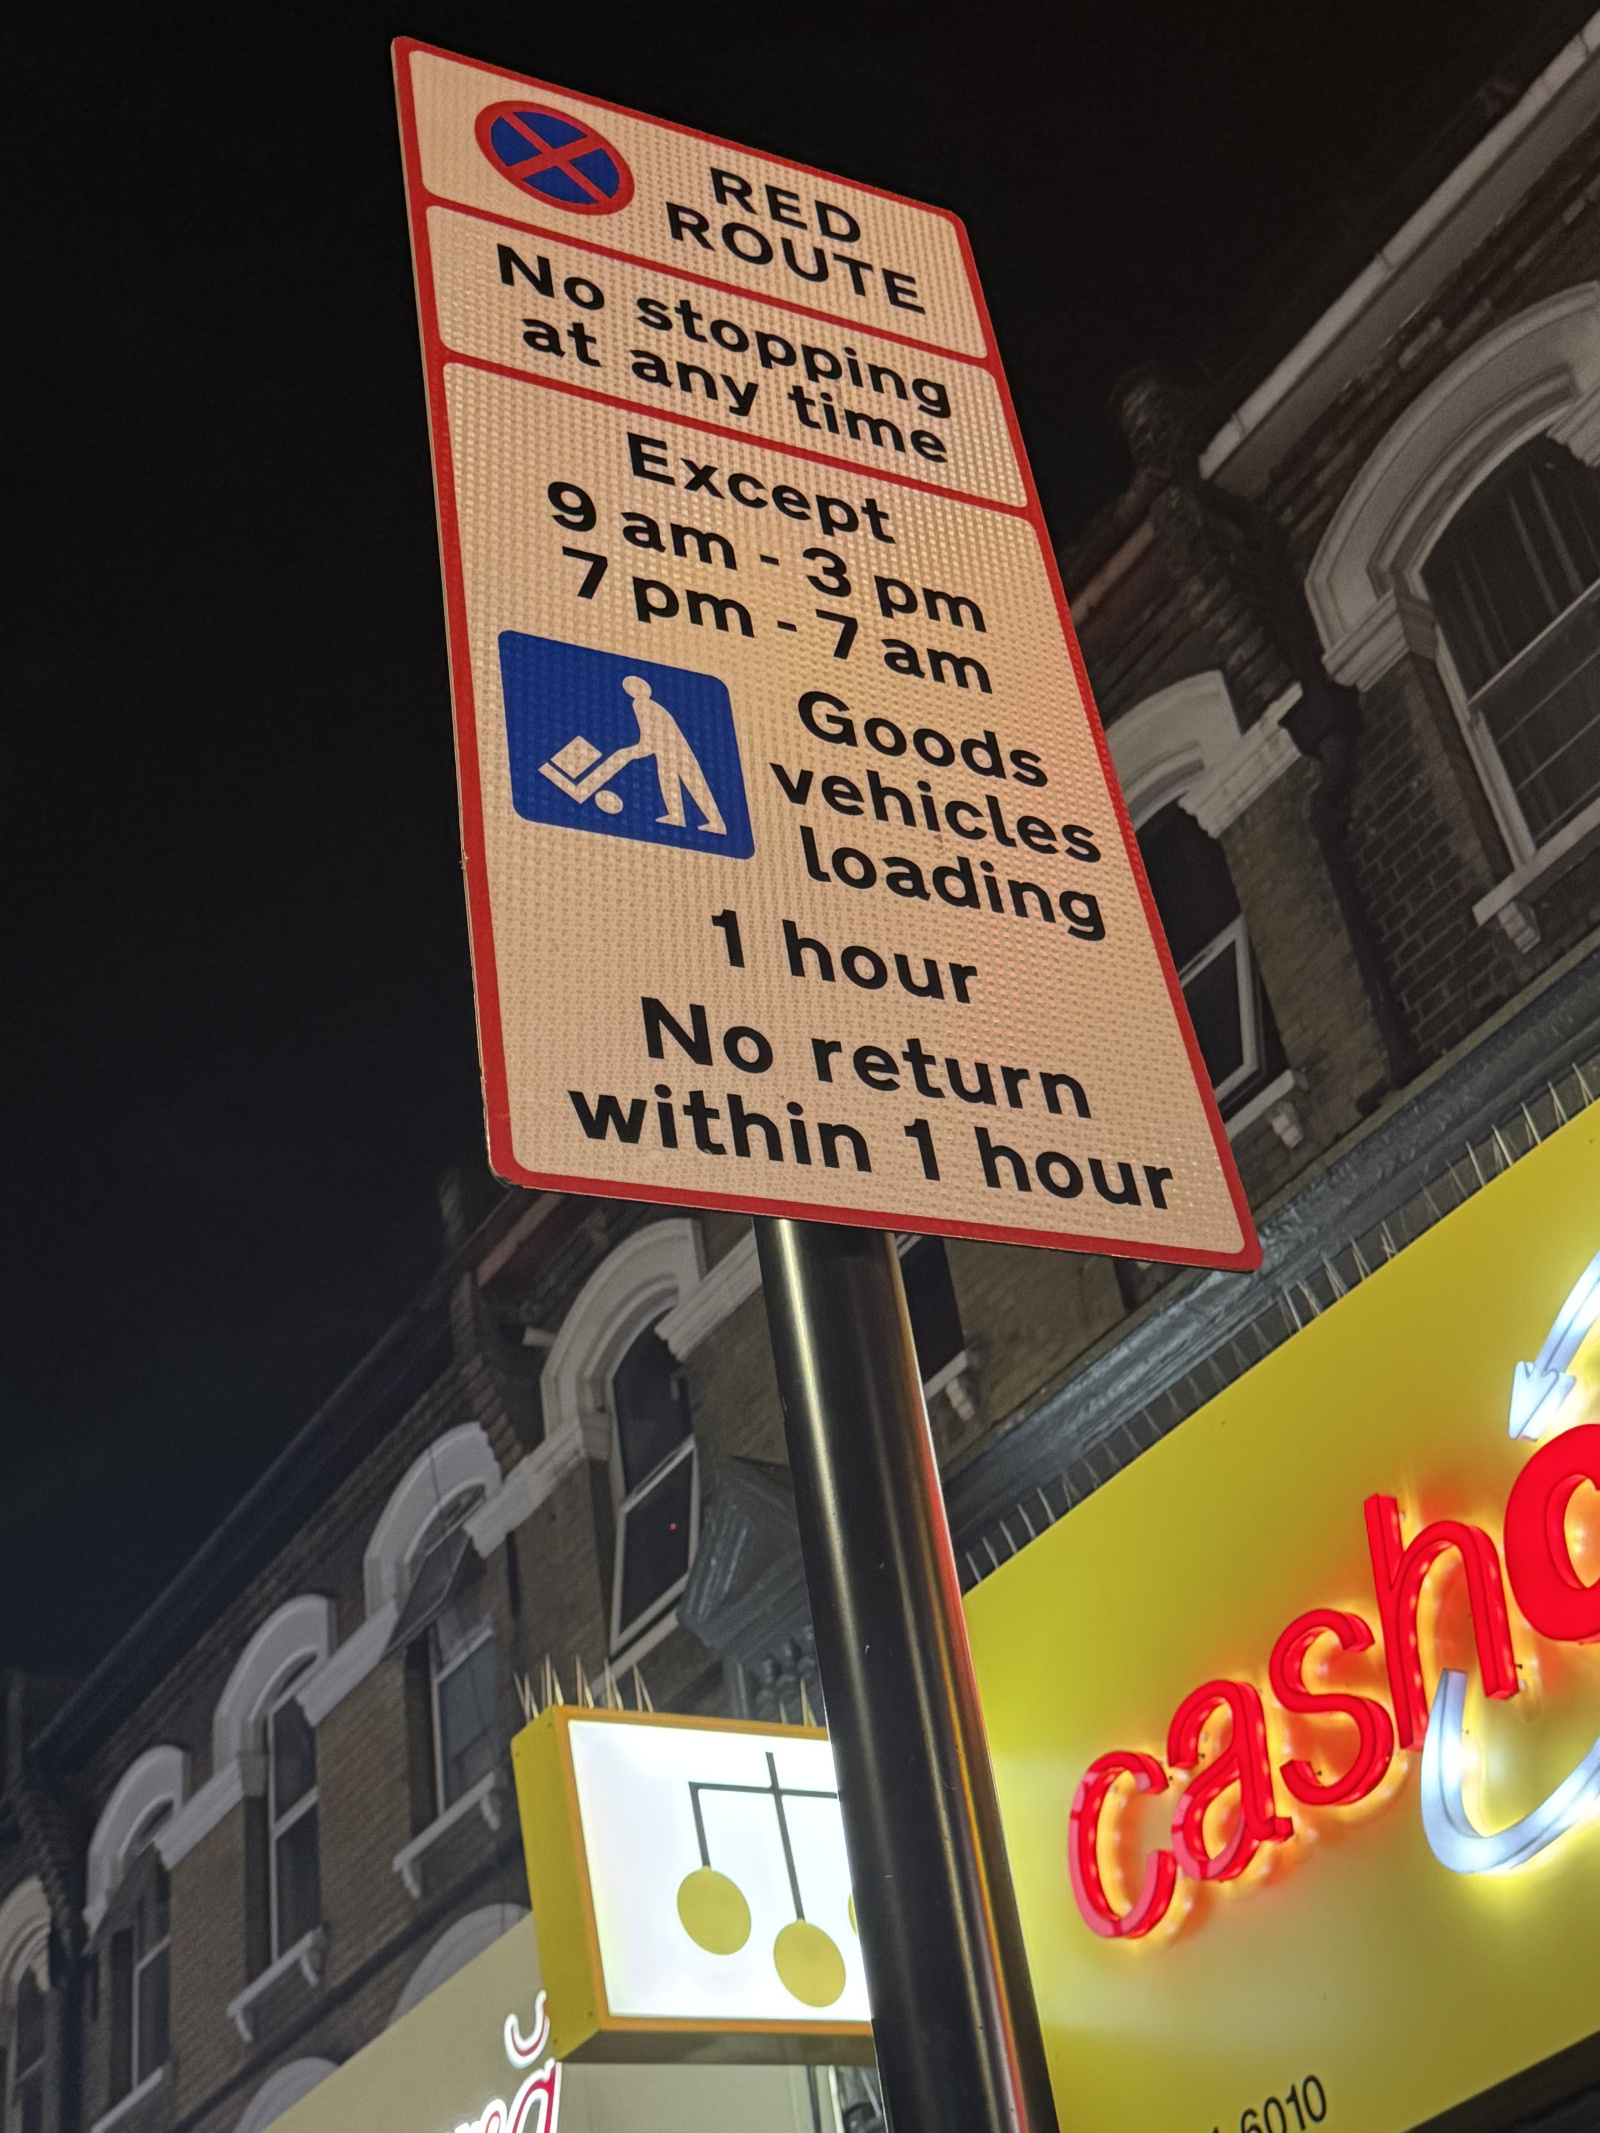 RED
ROUTE
No stopping
at any time
Except
9 am - 3 pm
7 pm - 7 am
Goods
vehicles
loading
1 hour
No return
within 1 hour
cash
6010